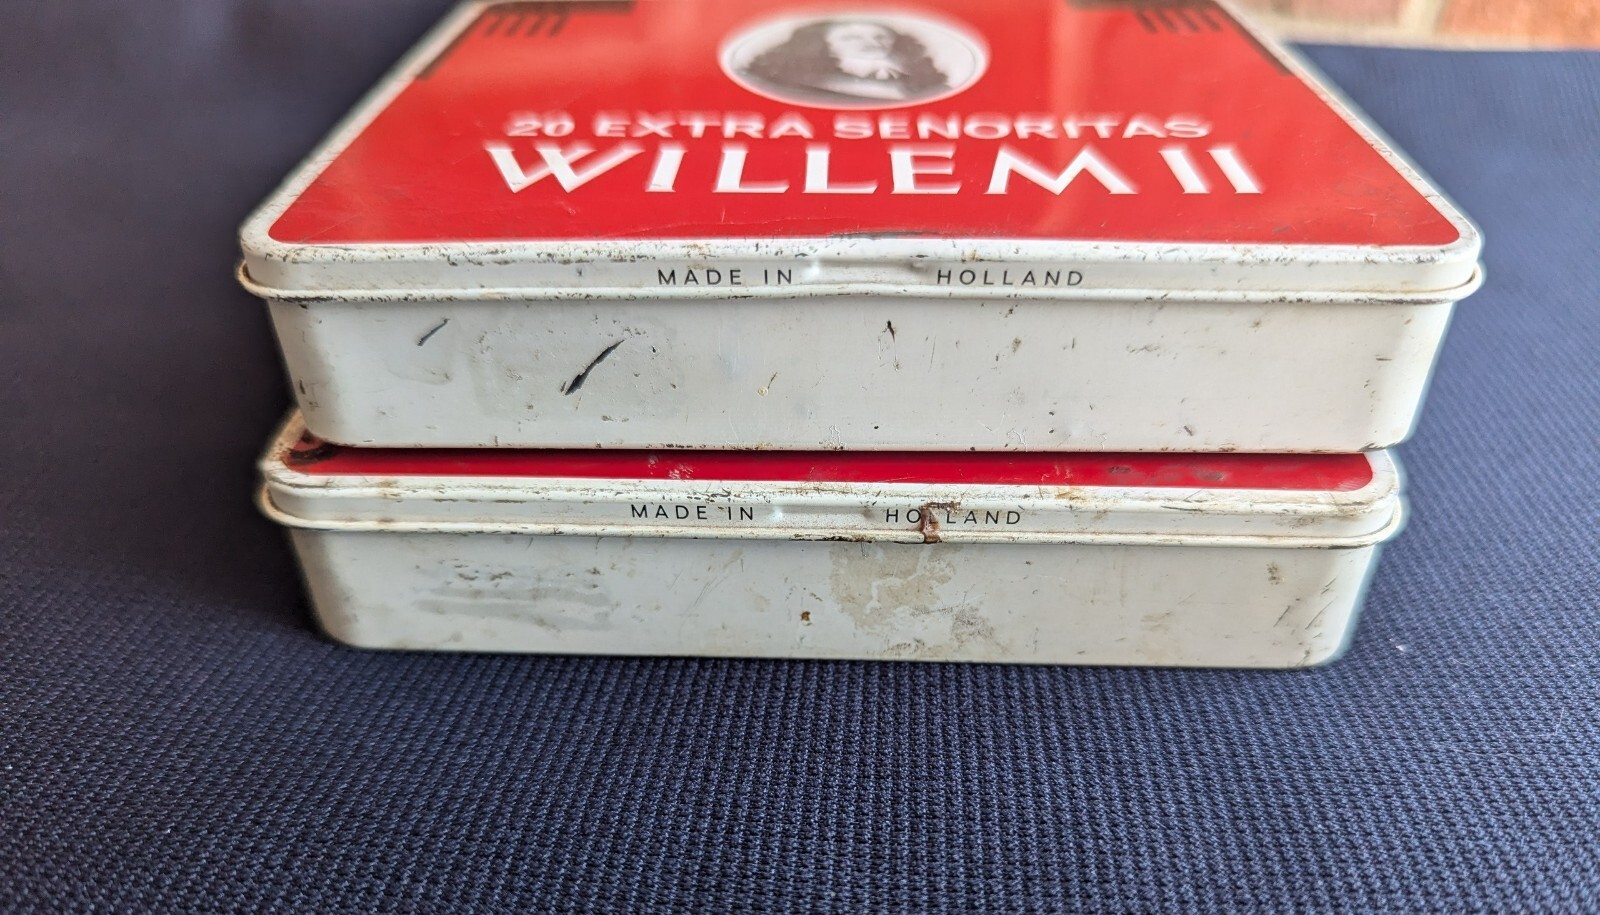 20 EXTRA SENORITAS
WILLEM II
MADE IN HOLLAND
MADE IN HOLLAND